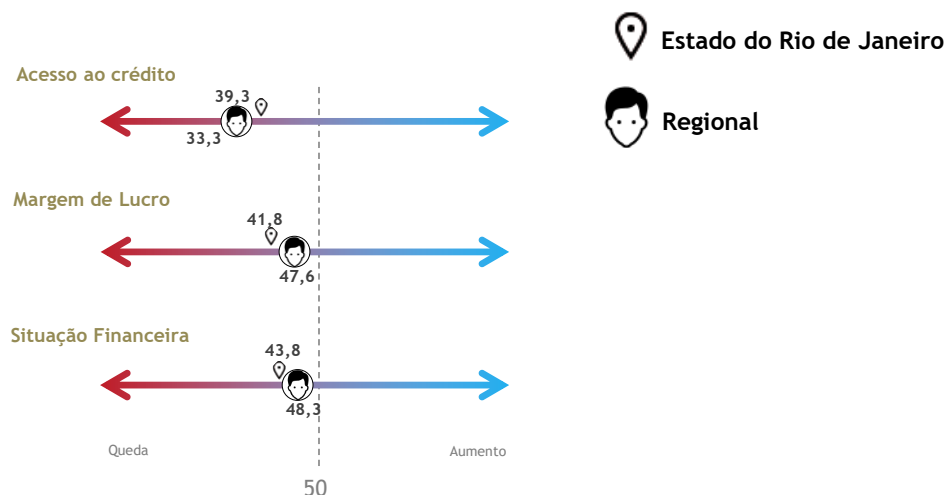 Estado do Rio de Janeiro
Regional
Acesso ao crédito
39,3
33,3
Margem de Lucro
41,8
47,6
Situação Financeira
43,8
48,3
Queda
Aumento
50